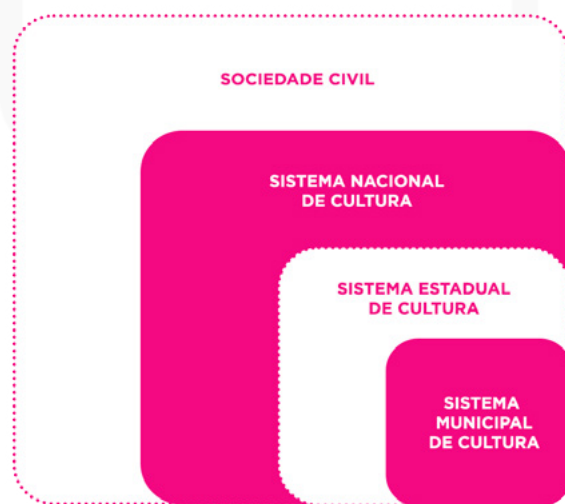 SOCIEDADE CIVIL
SISTEMA NACIONAL
DE CULTURA
SISTEMA ESTADUAL
DE CULTURA
SISTEMA
MUNICIPAL
DE CULTURA